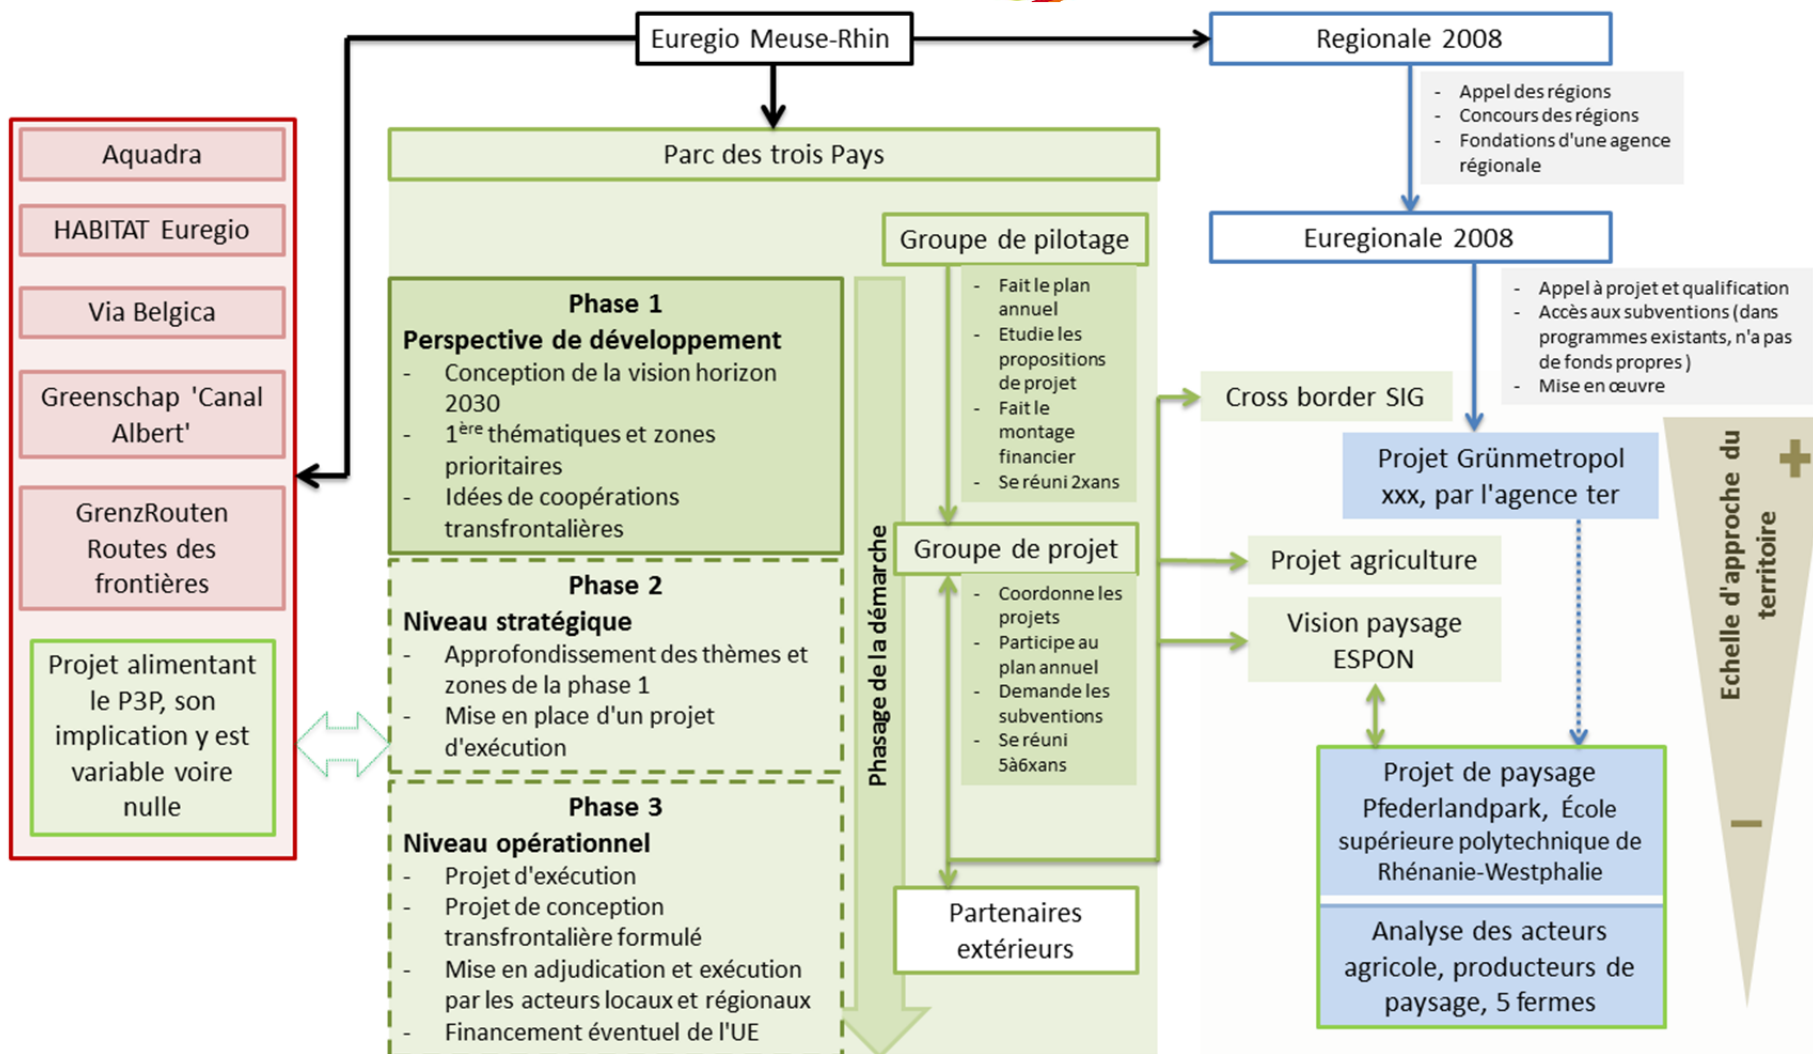 Euregio Meuse-Rhin
Regionale 2008
- Appel des régions
- Concours des régions
- Fondations d'une agence
régionale
Aquadra
HABITAT Euregio
Via Belgica
Greenschap 'Canal
Albert'
GrenzRouten
Routes des
frontières
Projet alimentant
le P3P, son
implication y est
variable voire
nulle
Parc des trois Pays
Phase 1
Perspective de développement
- Conception de la vision horizon
2030
- 1ère thématiques et zones
prioritaires
- Idées de coopérations
transfrontalières
Phase 2
Niveau stratégique
- Approfondissement des thèmes et
zones de la phase 1
- Mise en place d'un projet
d'exécution
Phase 3
Niveau opérationnel
- Projet d'exécution
- Projet de conception
transfrontalière formulé
- Mise en adjudication et exécution
par les acteurs locaux et régionaux
- Financement éventuel de l'UE
Phasage de la démarche
Groupe de pilotage
- Fait le plan
annuel
- Etudie les
propositions
de projet
- Fait le
montage
financier
- Se réuni 2xans
Groupe de projet
- Coordonne les
projets
- Participe au
plan annuel
- Demande les
subventions
- Se réuni
5à6xans
Partenaires
extérieurs
Euregionale 2008
- Appel à projet et qualification
- Accès aux subventions (dans
programmes existants, n'a pas
de fonds propres )
- Mise en œuvre
Cross border SIG
Projet Grünmetropol
xxx, par l'agence ter
Projet agriculture
Vision paysage
ESPON
Projet de paysage
Pfederlandpark, École
supérieure polytechnique de
Rhénanie-Westphalie
Analyse des acteurs
agricole, producteurs de
paysage, 5 fermes
Echelle d'approche du
territoire
+
–